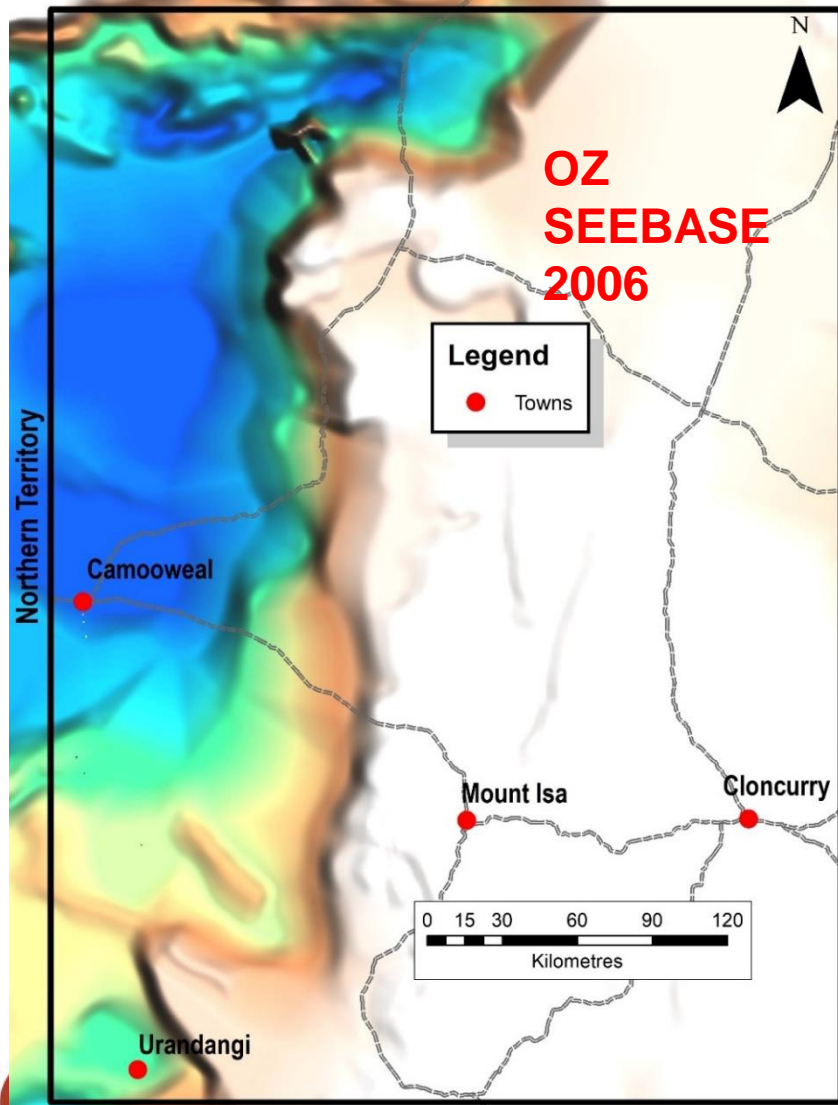 N
OZ
SEEBASE
2006
Legend
Towns
Northern Territory
Camooweal
Mount Isa
Cloncurry
0 15 30 60 90 120
Kilometres
Urandangi